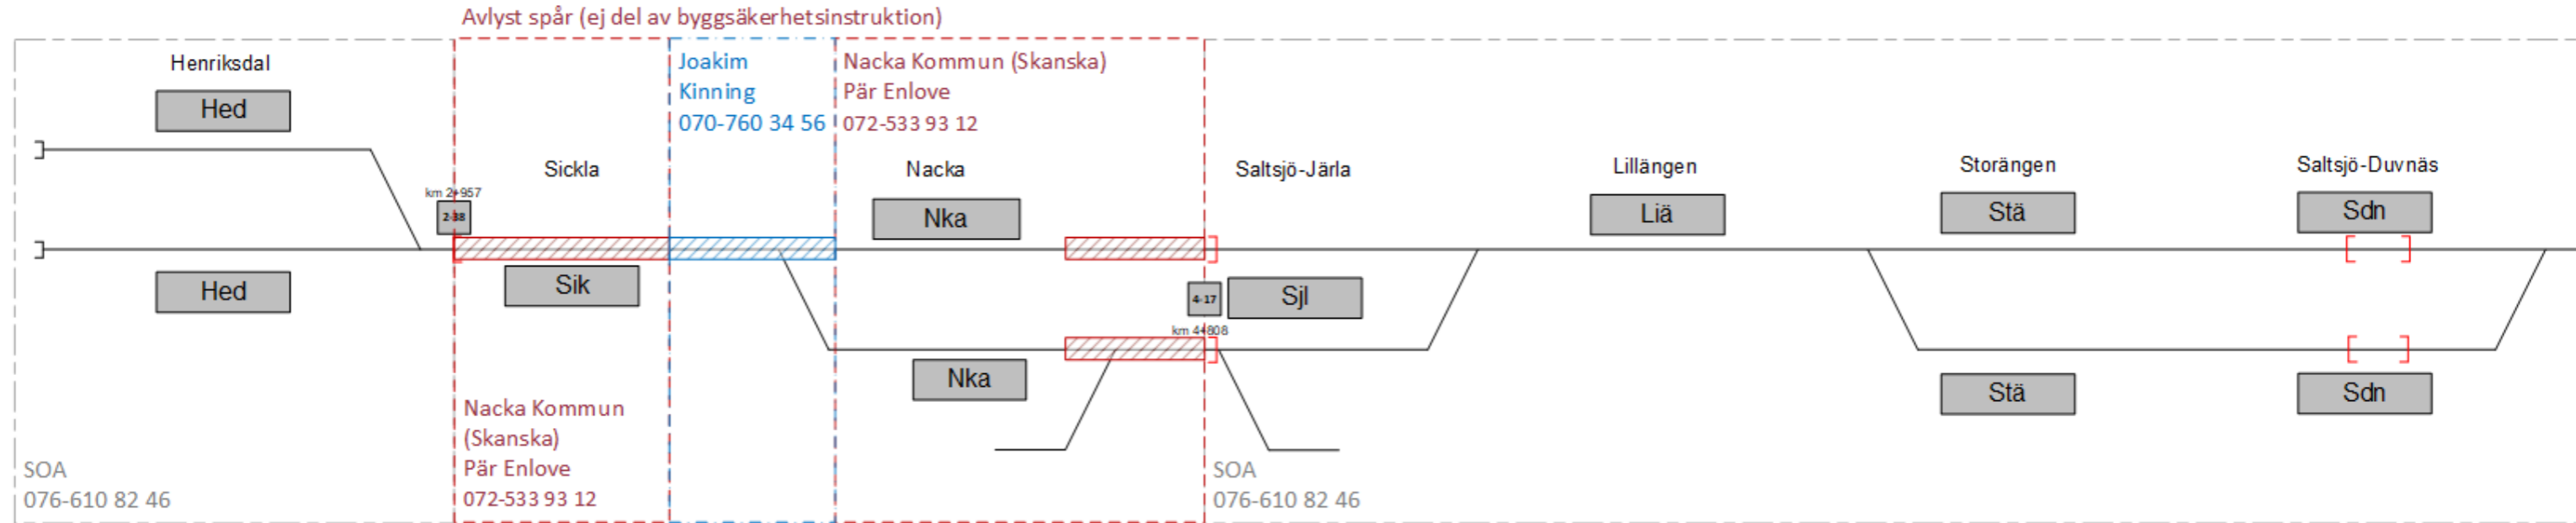 Avlyst spår (ej del av byggsäkerhetsinstruktion)
Henriksdal
Hed
Hed
SOA
076-610 82 46
km 2+957
2-38
Sickla
Sik
Nacka Kommun
(Skanska)
Pär Enlove
072-533 93 12
Joakim
Kinning
070-760 34 56
Nacka Kommun (Skanska)
Pär Enlove
072-533 93 12
Nacka
Nka
Nka
Saltsjö-Järla
4-17
Sjl
km 4+808
SOA
076-610 82 46
Lillängen
Liä
Storängen
Stä
Stä
Saltsjö-Duvnäs
Sdn
Sdn